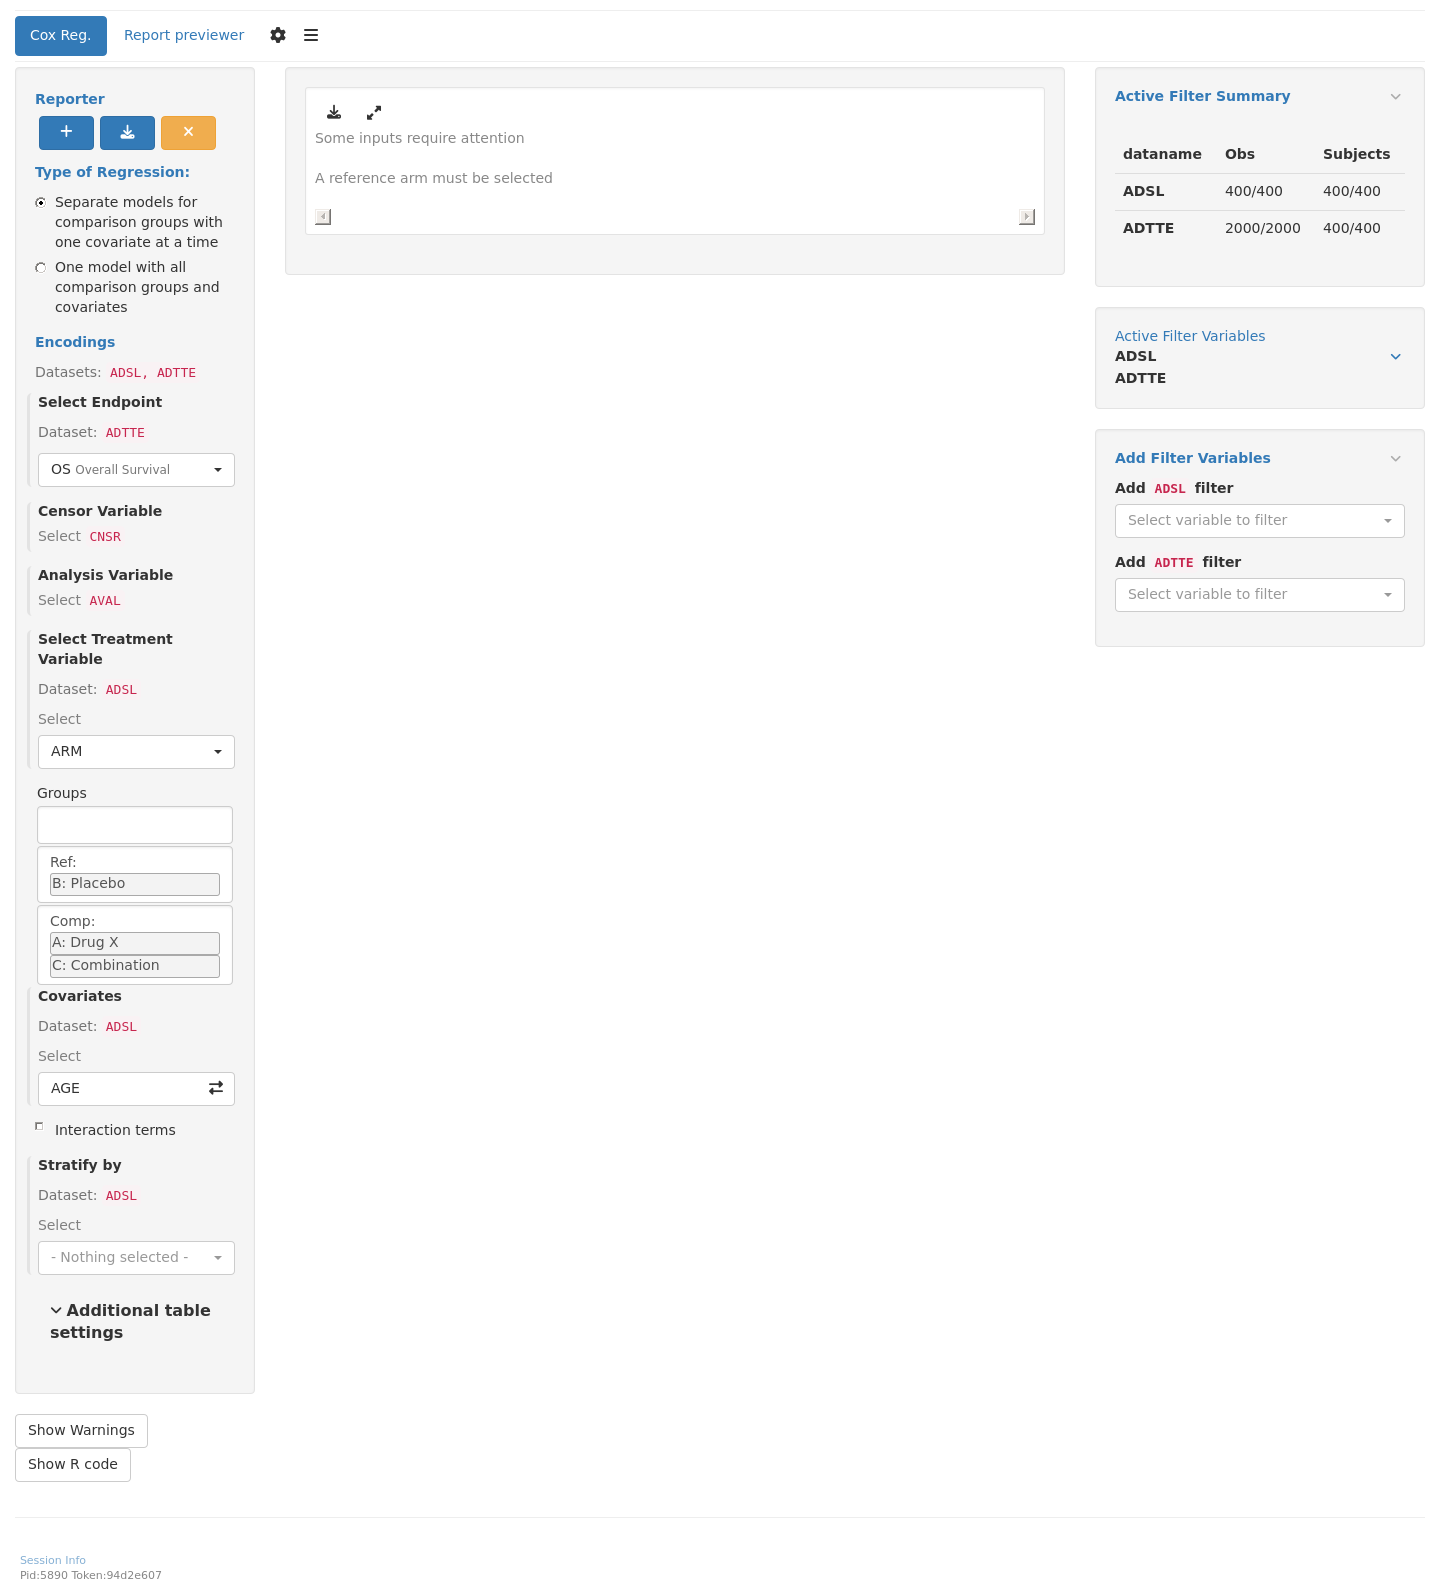 Cox Reg.
Report previewer
Reporter
Type of Regression:
Separate models for
comparison groups with
one covariate at a time
One model with all
comparison groups and
covariates
Encodings
Datasets: ADSL, ADTTE
Select Endpoint
Dataset: ADTTE
OS Overall Survival
Censor Variable
Select CNSR
Analysis Variable
Select AVAL
Select Treatment
Variable
Dataset: ADSL
Select
ARM
Groups
Ref:
B: Placebo
Comp:
A: Drug X
C: Combination
Covariates
Dataset: ADSL
Select
AGE
Interaction terms
Stratify by
Dataset: ADSL
Select
- Nothing selected -
Additional table
settings
Show Warnings
Show R code
Some inputs require attention
A reference arm must be selected
Active Filter Summary
dataname Obs Subjects
ADSL 400/400 400/400
ADTTE 2000/2000 400/400
Active Filter Variables
ADSL
ADTTE
Add Filter Variables
Add ADSL filter
Select variable to filter
Add ADTTE filter
Select variable to filter
Session Info
Pid:5890 Token:94d2e607